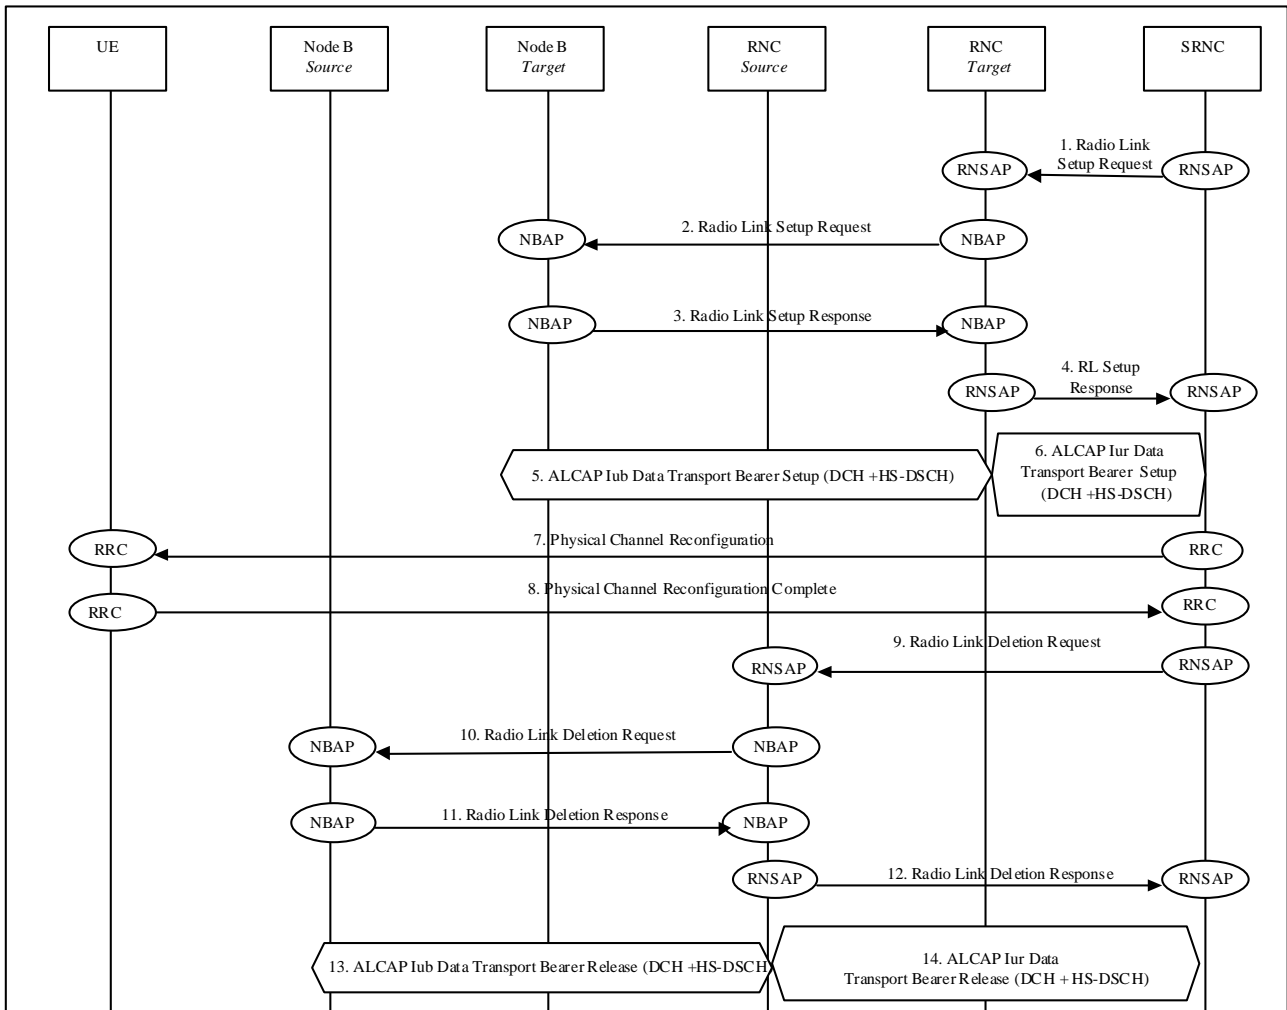 UE
Node B
Source
Node B
Target
RNC
Source
RNC
Target
SRNC
1. Radio Link
Setup Request
RNSAP
RNSAP
2. Radio Link Setup Request
NBAP
NBAP
3. Radio Link Setup Response
NBAP
NBAP
4. RL Setup
Response
RNSAP
RNSAP
5. ALCAP Iub Data Transport Bearer Setup (DCH +HS-DSCH)
6. ALCAP Iur Data
Transport Bearer Setup
(DCH +HS-DSCH)
7. Physical Channel Reconfiguration
RRC
RRC
8. Physical Channel Reconfiguration Complete
RRC
RRC
9. Radio Link Deletion Request
RNSAP
RNSAP
10. Radio Link Deletion Request
NBAP
NBAP
11. Radio Link Deletion Response
NBAP
NBAP
RNSAP
12. Radio Link Deletion Response
RNSAP
13. ALCAP Iub Data Transport Bearer Release (DCH +HS-DSCH)
14. ALCAP Iur Data
Transport Bearer Release (DCH + HS-DSCH)